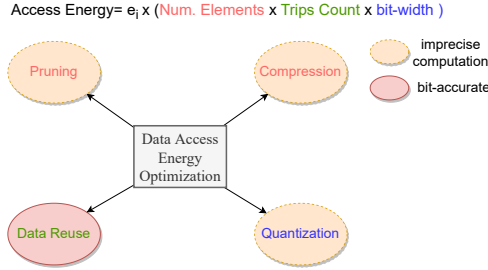 Access Energy= ei x (Num. Elements x Trips Count x bit-width )
imprecise
computation
Pruning
Compression
bit-accurate
Data Access
Energy
Optimization
Data Reuse
Quantization